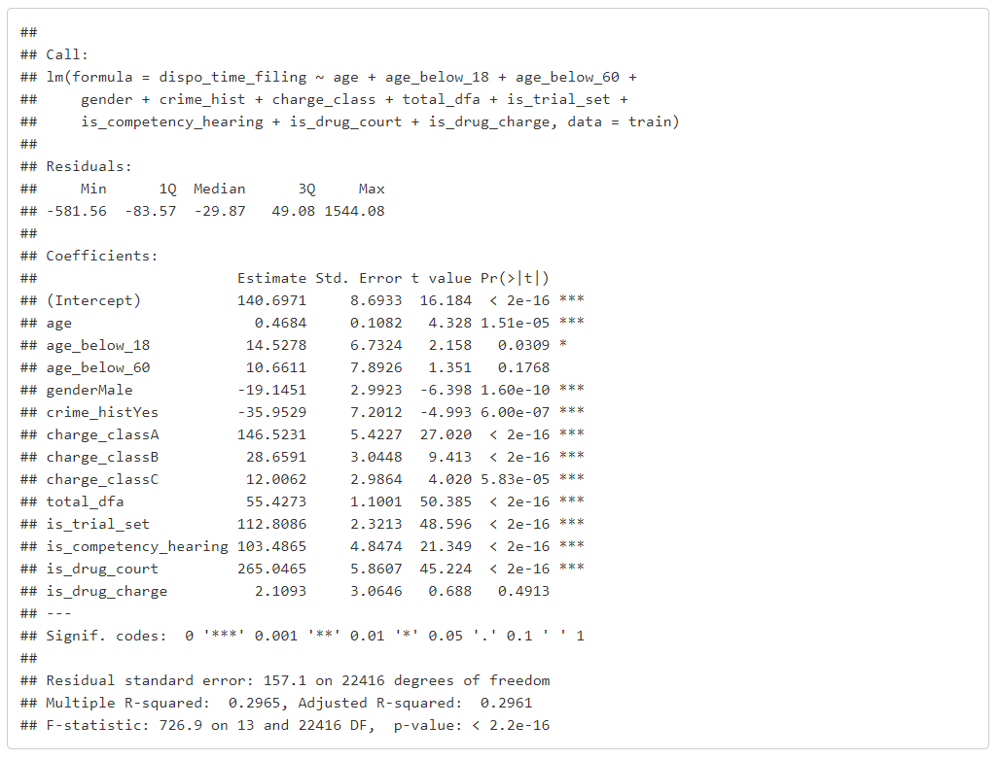 ##
## Call:
## lm(formula = dispo_time_filing ~ age + age_below_18 + age_below_60 +
##     gender + crime_hist + charge_class + total_dfa + is_trial_set +
##     is_competency_hearing + is_drug_court + is_drug_charge, data = train)
##
## Residuals:
##     Min      1Q  Median      3Q     Max
## -581.56  -83.57  -29.87   49.08 1544.08
##
## Coefficients:
##                       Estimate Std. Error t value Pr(>|t|)
## (Intercept)           140.6971     8.6933  16.184  < 2e-16 ***
## age                     0.4684     0.1082   4.328 1.51e-05 ***
## age_below_18           14.5278     6.7324   2.158   0.0309 *
## age_below_60           10.6611     7.8926   1.351   0.1768
## genderMale            -19.1451     2.9923  -6.398 1.60e-10 ***
## crime_histYes         -35.9529     7.2012  -4.993 6.00e-07 ***
## charge_classA         146.5231     5.4227  27.020  < 2e-16 ***
## charge_classB          28.6591     3.0448   9.413  < 2e-16 ***
## charge_classC          12.0062     2.9864   4.020 5.83e-05 ***
## total_dfa              55.4273     1.1001  50.385  < 2e-16 ***
## is_trial_set          112.8086     2.3213  48.596  < 2e-16 ***
## is_competency_hearing 103.4865     4.8474  21.349  < 2e-16 ***
## is_drug_court         265.0465     5.8607  45.224  < 2e-16 ***
## is_drug_charge          2.1093     3.0646   0.688   0.4913
## ---
## Signif. codes:  0 '***' 0.001 '**' 0.01 '*' 0.05 '.' 0.1 ' ' 1
##
## Residual standard error: 157.1 on 22416 degrees of freedom
## Multiple R-squared:  0.2965, Adjusted R-squared:  0.2961
## F-statistic: 726.9 on 13 and 22416 DF,  p-value: < 2.2e-16